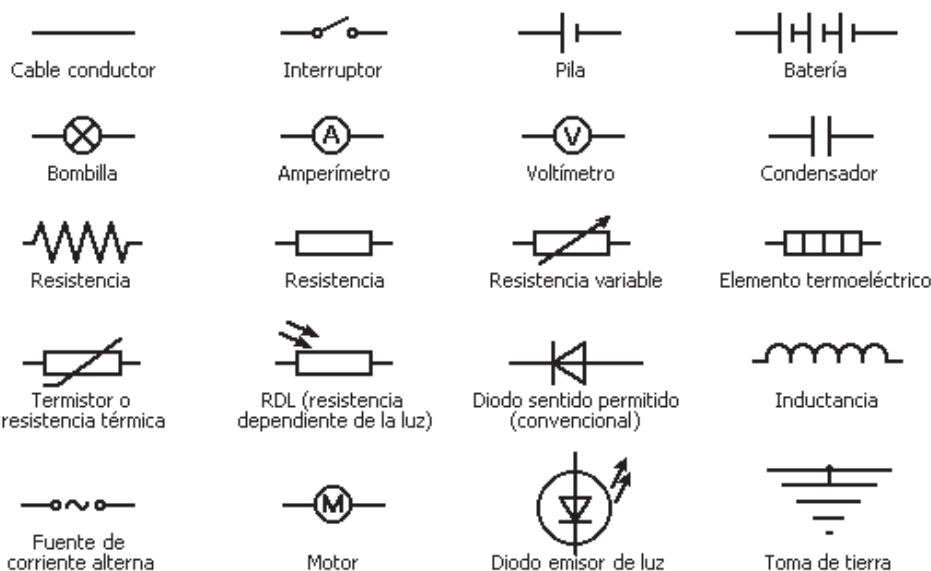 Cable conductor
Interruptor
Pila
Batería
A
V
Bombilla
Amperímetro
Voltímetro
Condensador
Resistencia
Resistencia
Resistencia variable
Elemento termoeléctrico
Termistor o
resistencia térmica
RDL (resistencia
dependiente de la luz)
Diodo sentido permitido
(convencional)
Inductancia
M
Fuente de
corriente alterna
Motor
Diodo emisor de luz
Toma de tierra